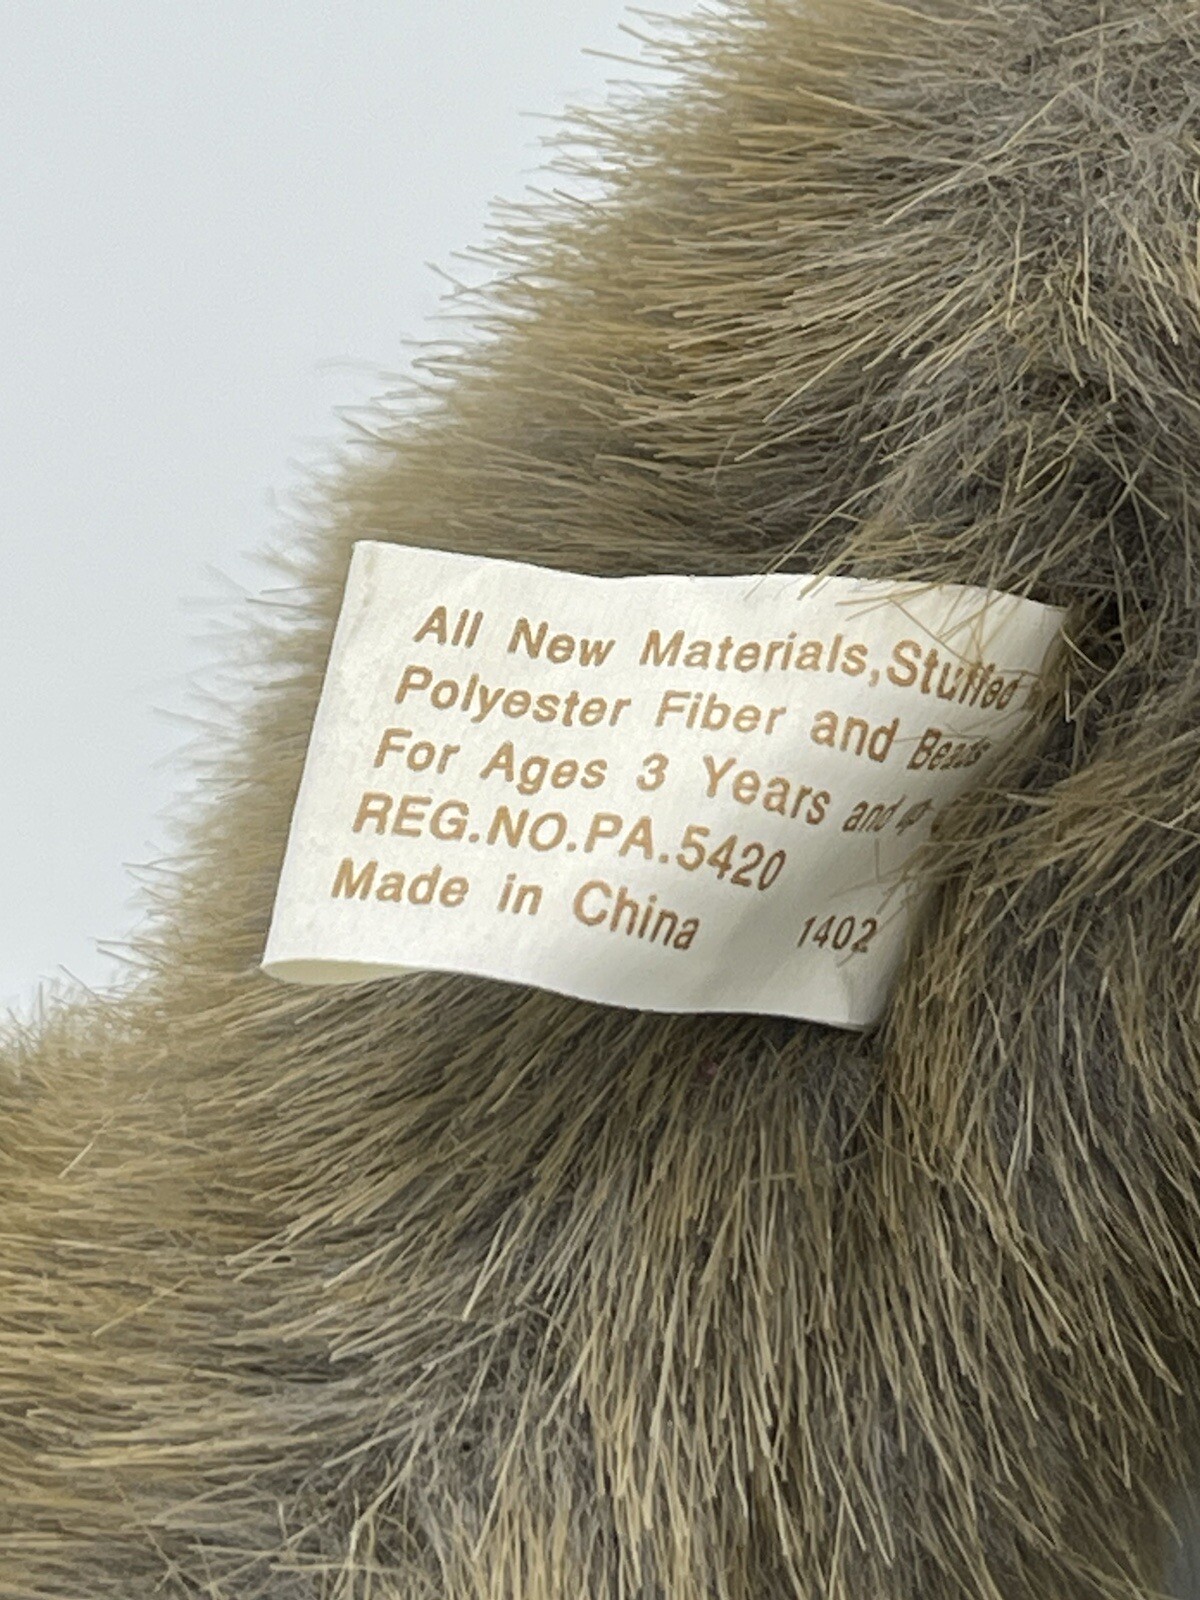 All New Materials,Stuffed
Polyester Fiber and Beads
For Ages 3 Years and up
REG.NO.PA.5420
Made in China 1402